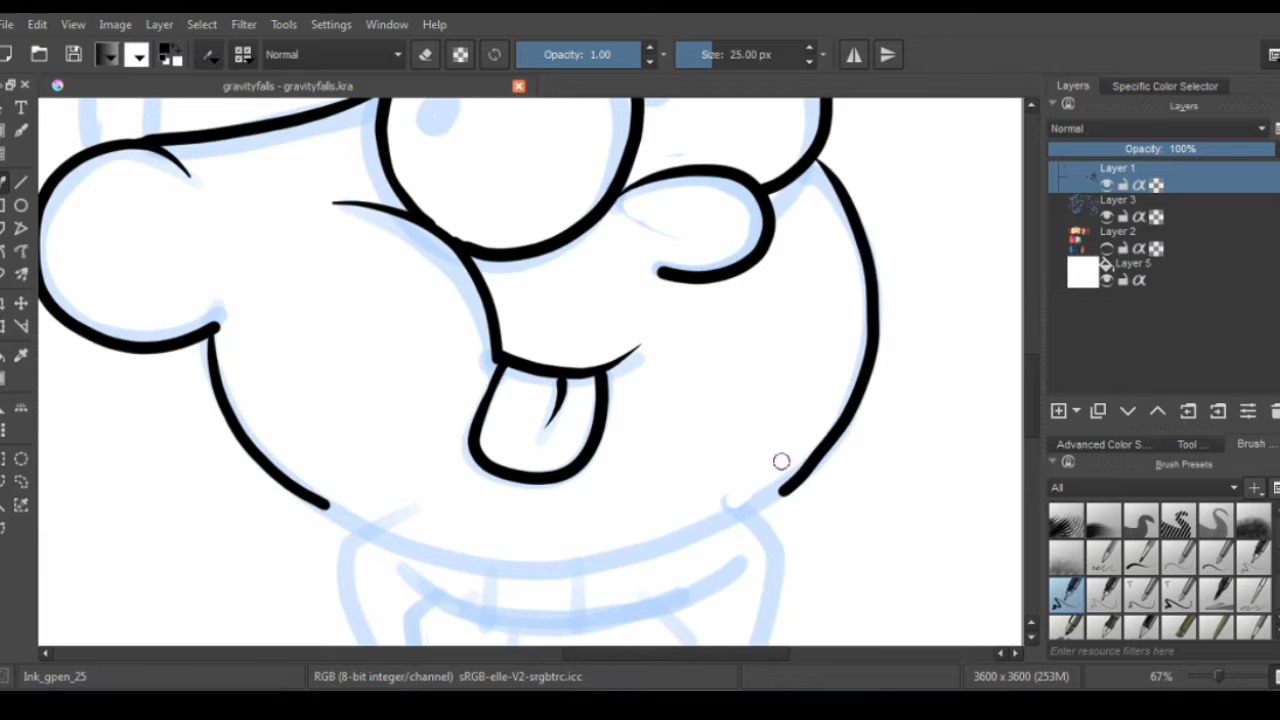 File Edit View Image Layer Select Filter Tools Settings Window Help
Normal Opacity: 1.00 Size: 25.00 px
gravityfalls - gravityfalls.kra
Layers Specific Color Selector
Layers
Normal
Opacity: 100%
Layer 1
Layer 3
Layer 2
Layer 5
Advanced Color S... Tool ... Brush ...
Brush Presets
All
Enter resource filters here
Ink_gpen_25 RGB (8-bit integer/channel) sRGB-elle-V2-srgbtrc.icc 3600 x 3600 (253M) 67%